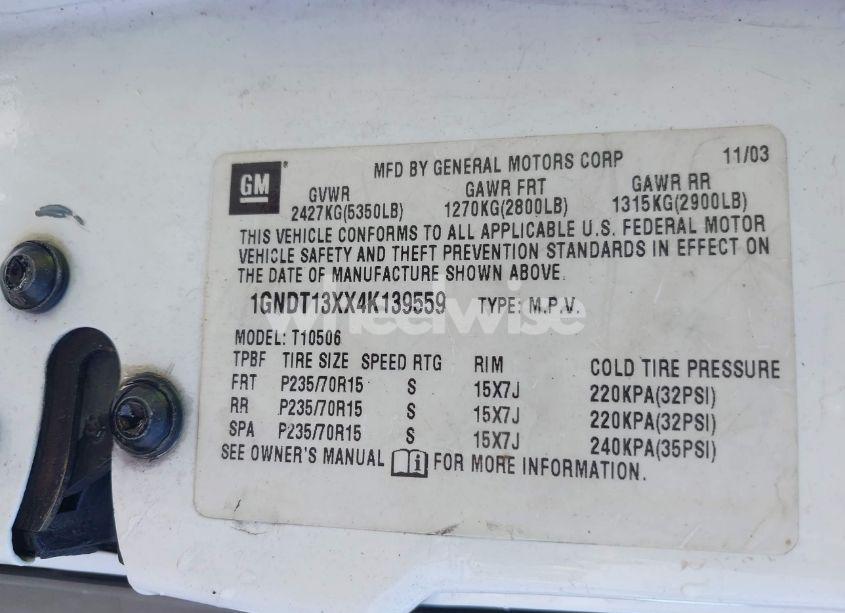 GM
MFD BY GENERAL MOTORS CORP 11/03
GVWR GAWR FRT GAWR RR
2427KG(5350LB) 1270KG(2800LB) 1315KG(2900LB)
THIS VEHICLE CONFORMS TO ALL APPLICABLE U.S. FEDERAL MOTOR
VEHICLE SAFETY AND THEFT PREVENTION STANDARDS IN EFFECT ON
THE DATE OF MANUFACTURE SHOWN ABOVE.
1GNDT13XX4K139559 TYPE: M.P.V.
wheelwise
MODEL: T10506
TPBF TIRE SIZE SPEED RTG RIM COLD TIRE PRESSURE
FRT P235/70R15 S 15X7J 220KPA(32PSI)
RR P235/70R15 S 15X7J 220KPA(32PSI)
SPA P235/70R15 S 15X7J 240KPA(35PSI)
SEE OWNER'S MANUAL i FOR MORE INFORMATION.